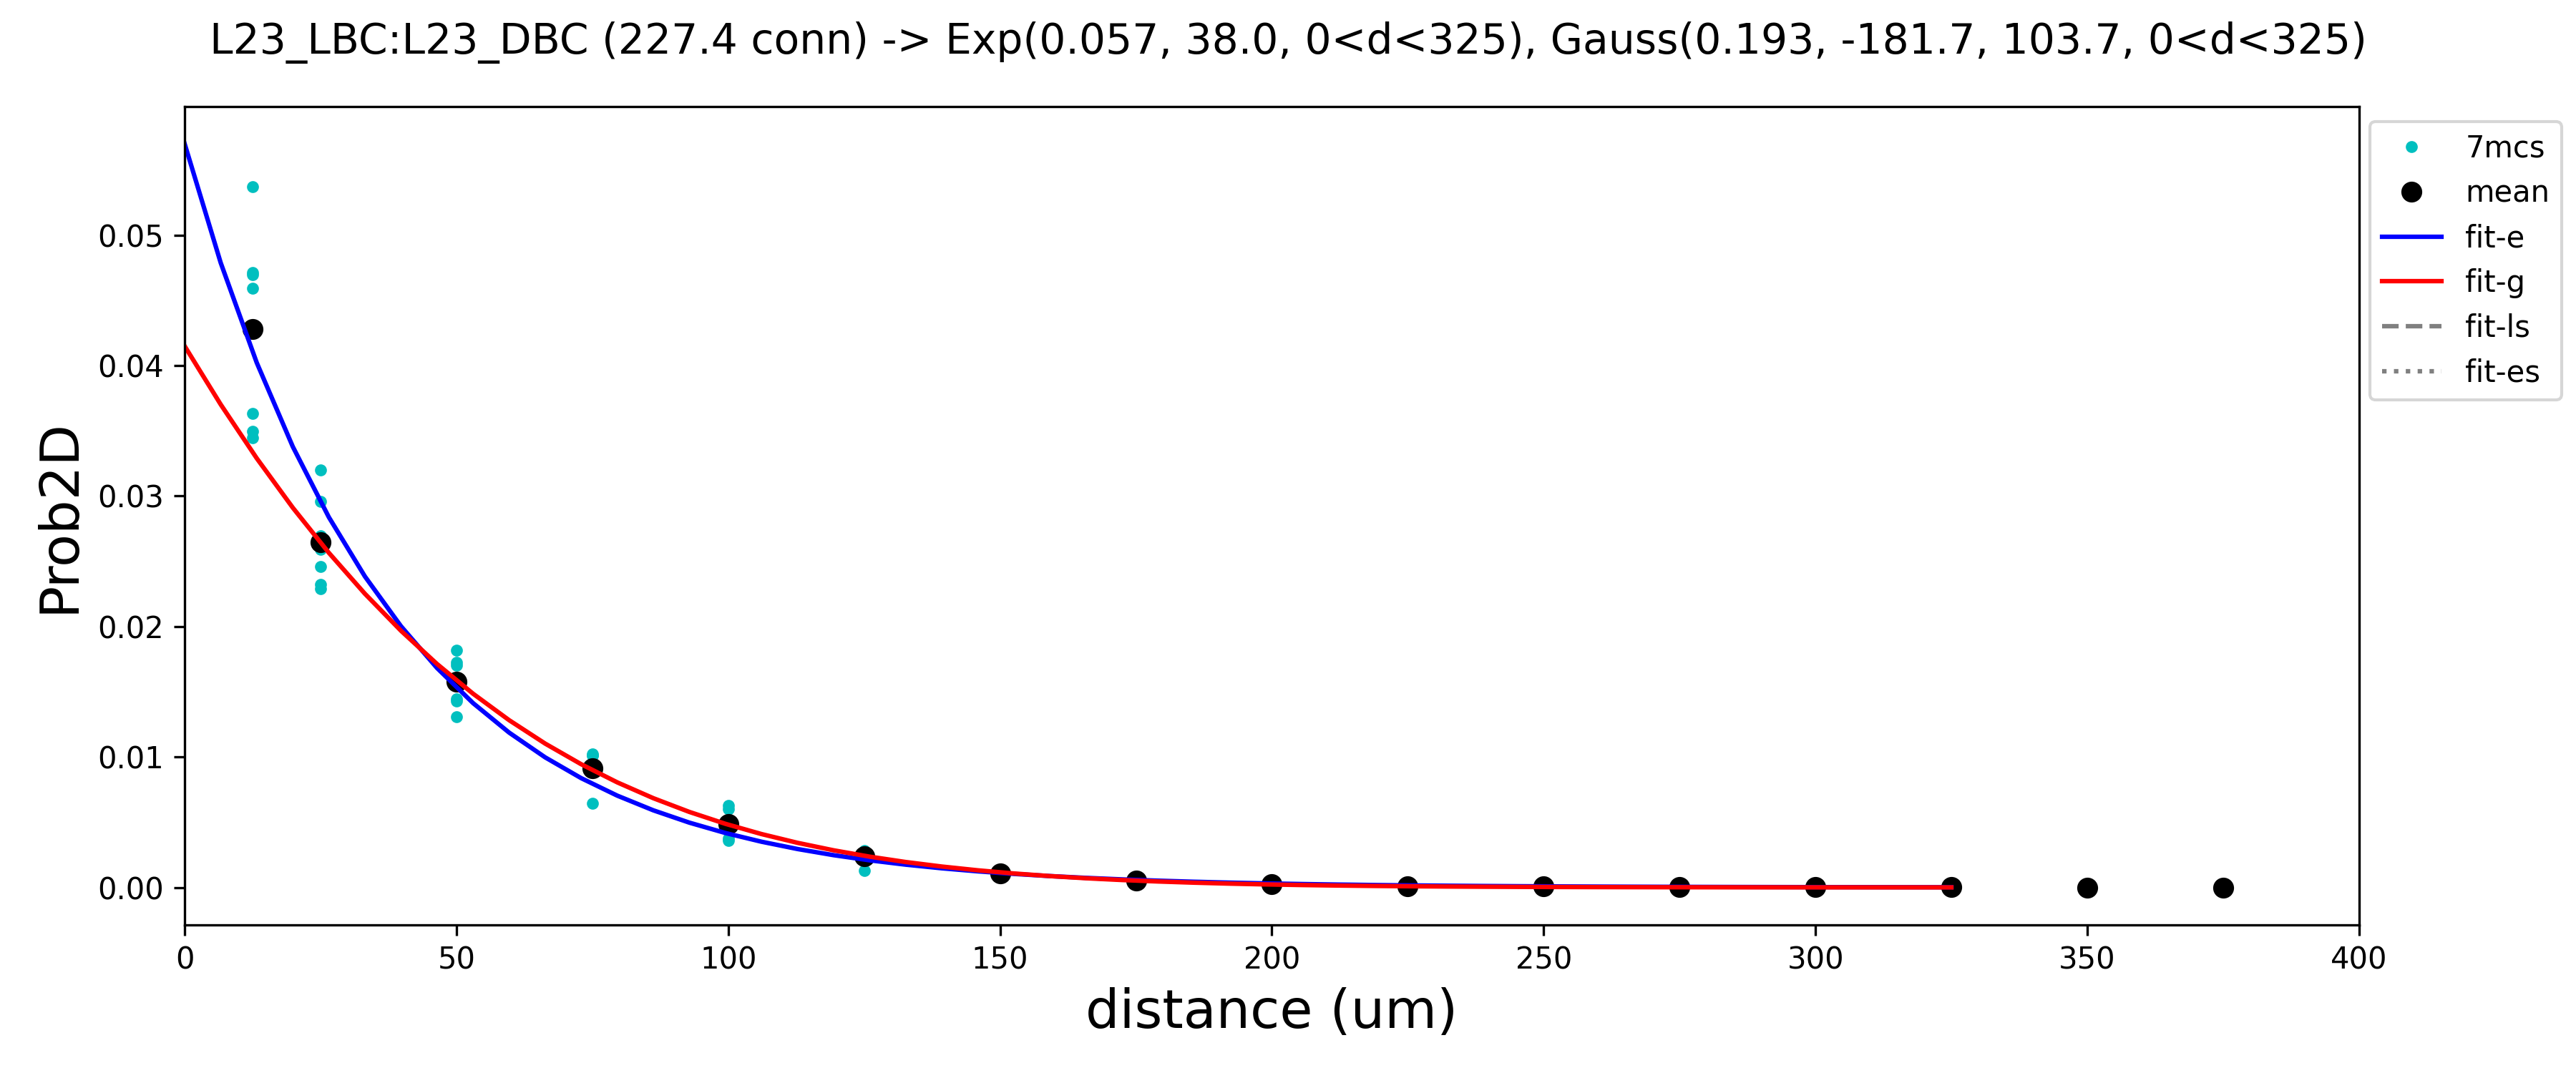 L23_LBC:L23_DBC (227.4 conn) -> Exp(0.057, 38.0, 0<d<325), Gauss(0.193, -181.7, 103.7, 0<d<325)
7mcs
mean
fit-e
fit-g
fit-ls
fit-es
Prob2D
0.05
0.04
0.03
0.02
0.01
0.00
0 50 100 150 200 250 300 350 400
distance (um)